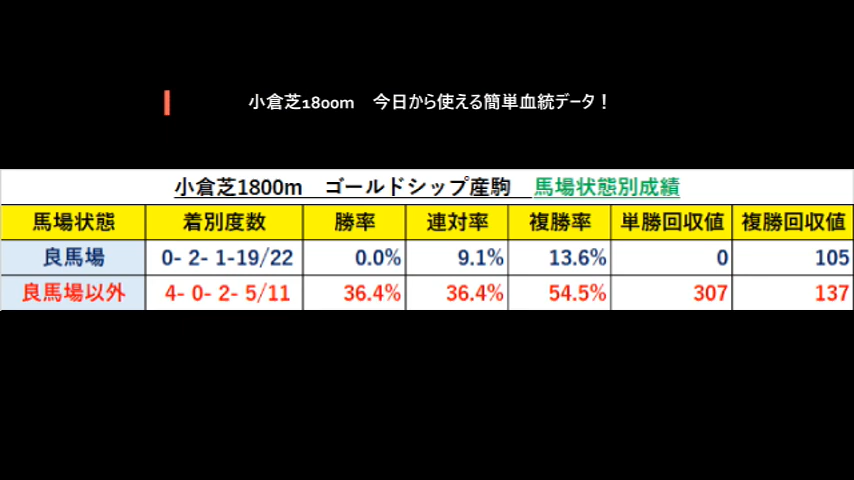 小倉芝1800m　今日から使える簡単血統データ！
小倉芝1800m　ゴールドシップ産駒　馬場状態別成績
馬場状態 着別度数 勝率 連対率 複勝率 単勝回収値 複勝回収値
良馬場 0- 2- 1-19/22 0.0% 9.1% 13.6% 0 105
良馬場以外 4- 0- 2- 5/11 36.4% 36.4% 54.5% 307 137